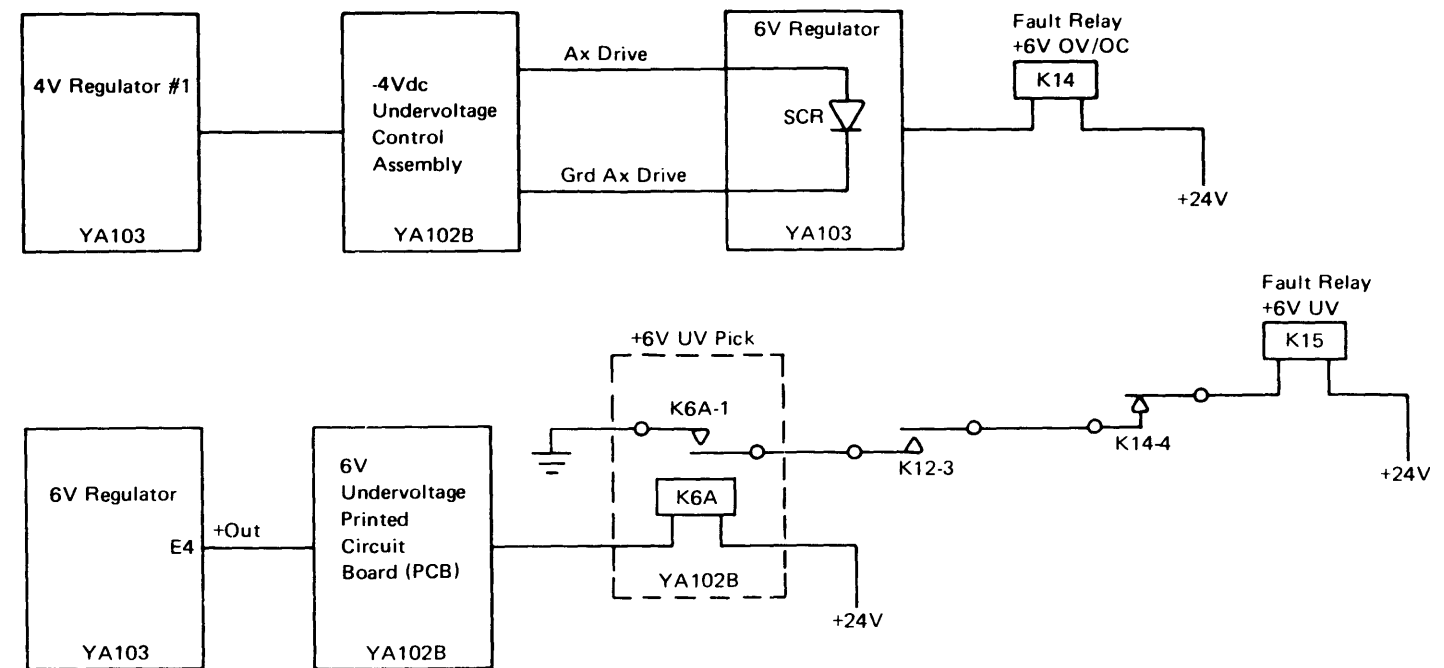 4V Regulator #1
YA103
-4Vdc
Undervoltage
Control
Assembly
YA102B
Ax Drive
Grd Ax Drive
6V Regulator
SCR
YA103
Fault Relay
+6V OV/OC
K14
+24V
6V Regulator
E4
YA103
+Out
6V
Undervoltage
Printed
Circuit
Board (PCB)
YA102B
+6V UV Pick
K6A-1
K6A
YA102B
+24V
K12-3
K14-4
Fault Relay
+6V UV
K15
+24V